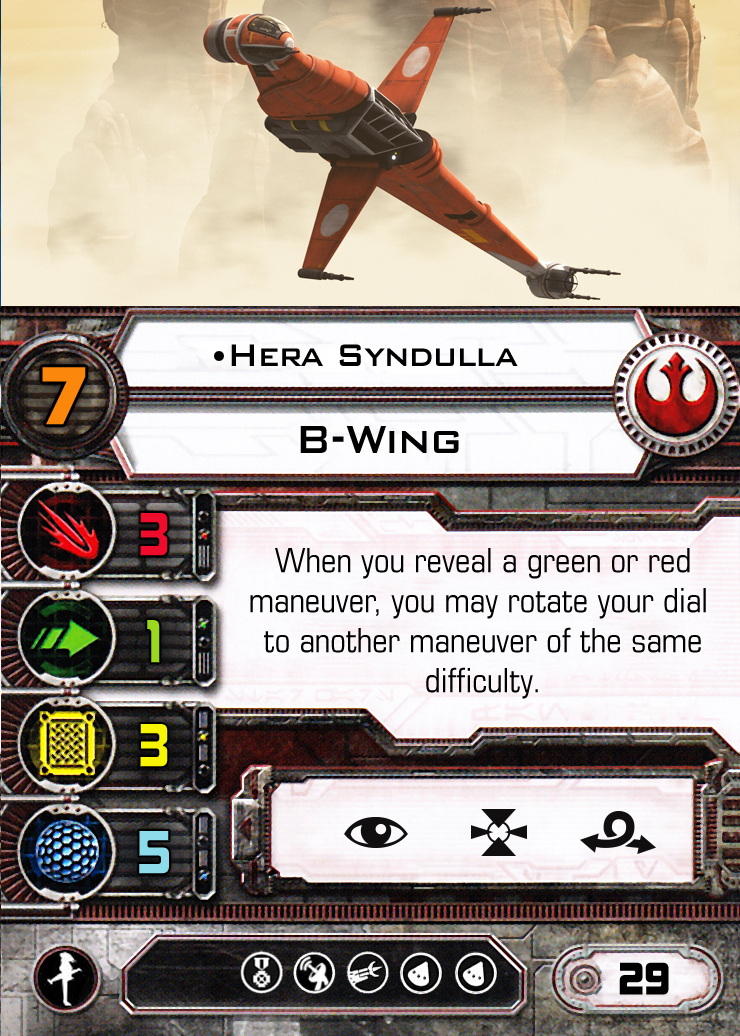 •Hera Syndulla
7
B-Wing
3
When you reveal a green or red
maneuver, you may rotate your dial
to another maneuver of the same
difficulty.
1
3
5
29